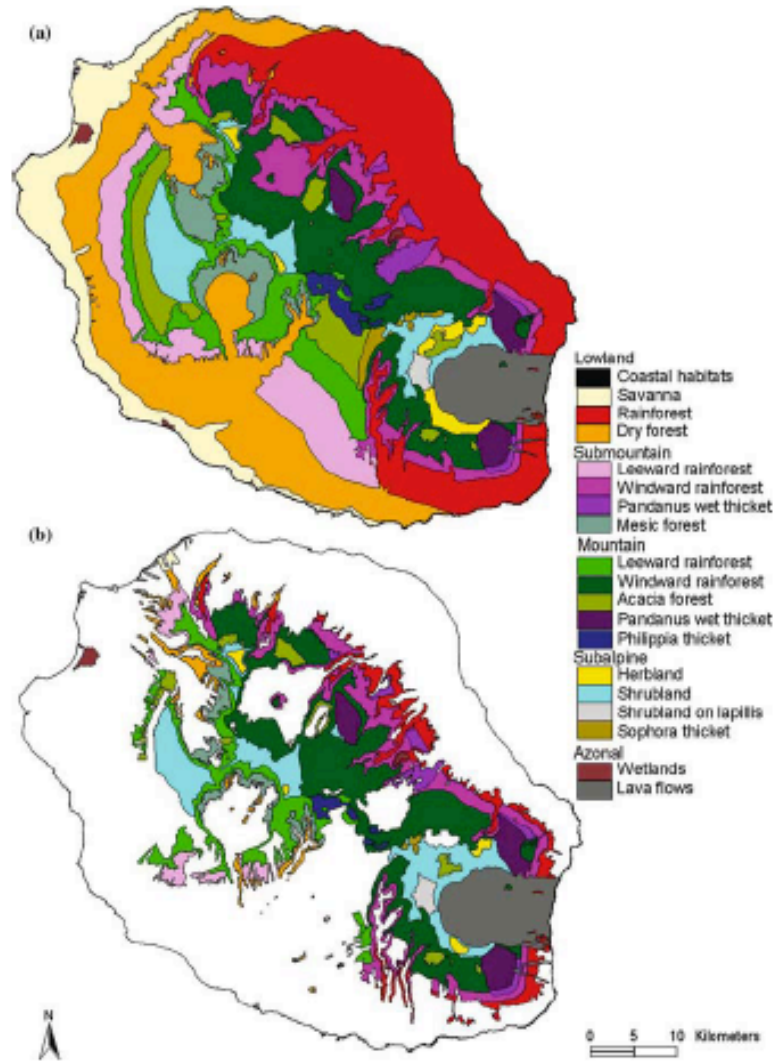 (a)
Lowland
Coastal habitats
Savanna
Rainforest
Dry forest
Submountain
Leeward rainforest
Windward rainforest
Pandanus wet thicket
Mesic forest
Mountain
Leeward rainforest
Windward rainforest
Acacia forest
Pandanus wet thicket
Philippia thicket
Subalpine
Herbland
Shrubland
Shrubland on lapillis
Sophora thicket
Azonal
Wetlands
Lava flows
(b)
N
0 5 10 Kilometers